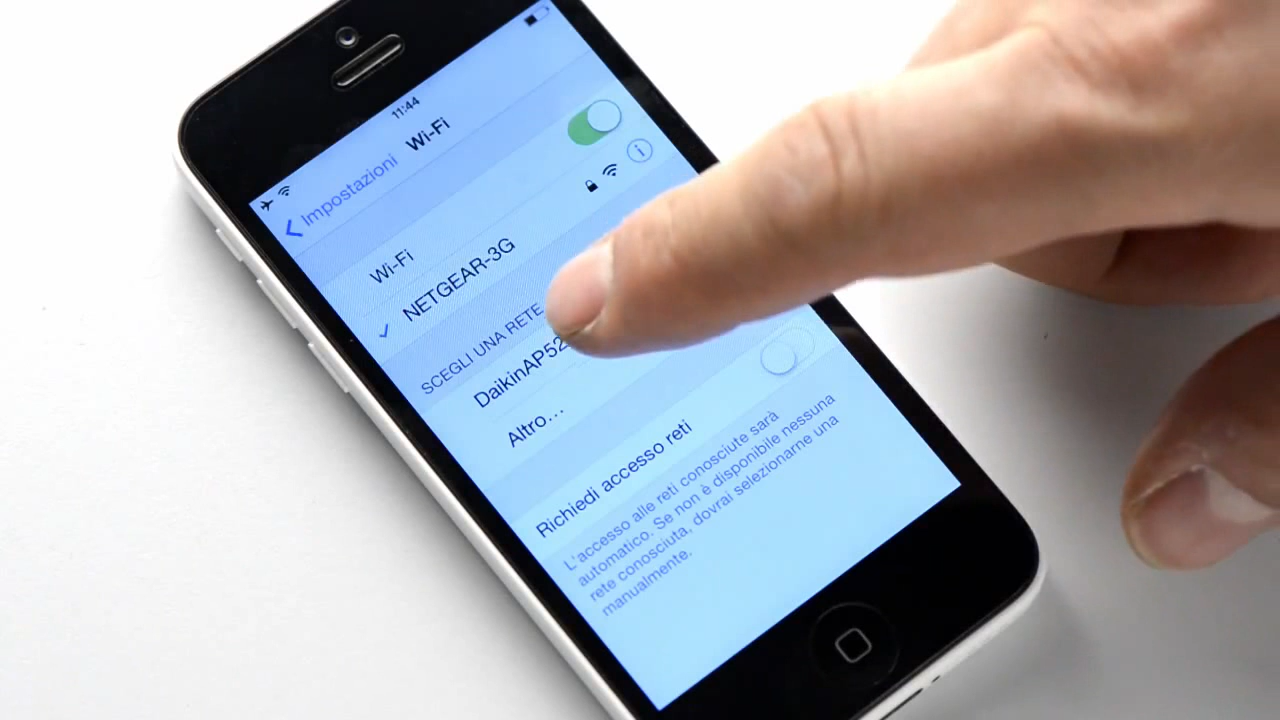 11:44
Impostazioni Wi-Fi
Wi-Fi
NETGEAR-3G
SCEGLI UNA RETE
Altro...
Richiedi accesso reti
L'accesso alle reti conosciute sarà
automatico. Se non è disponibile nessuna
rete conosciuta, dovrai selezionarne una
manualmente.